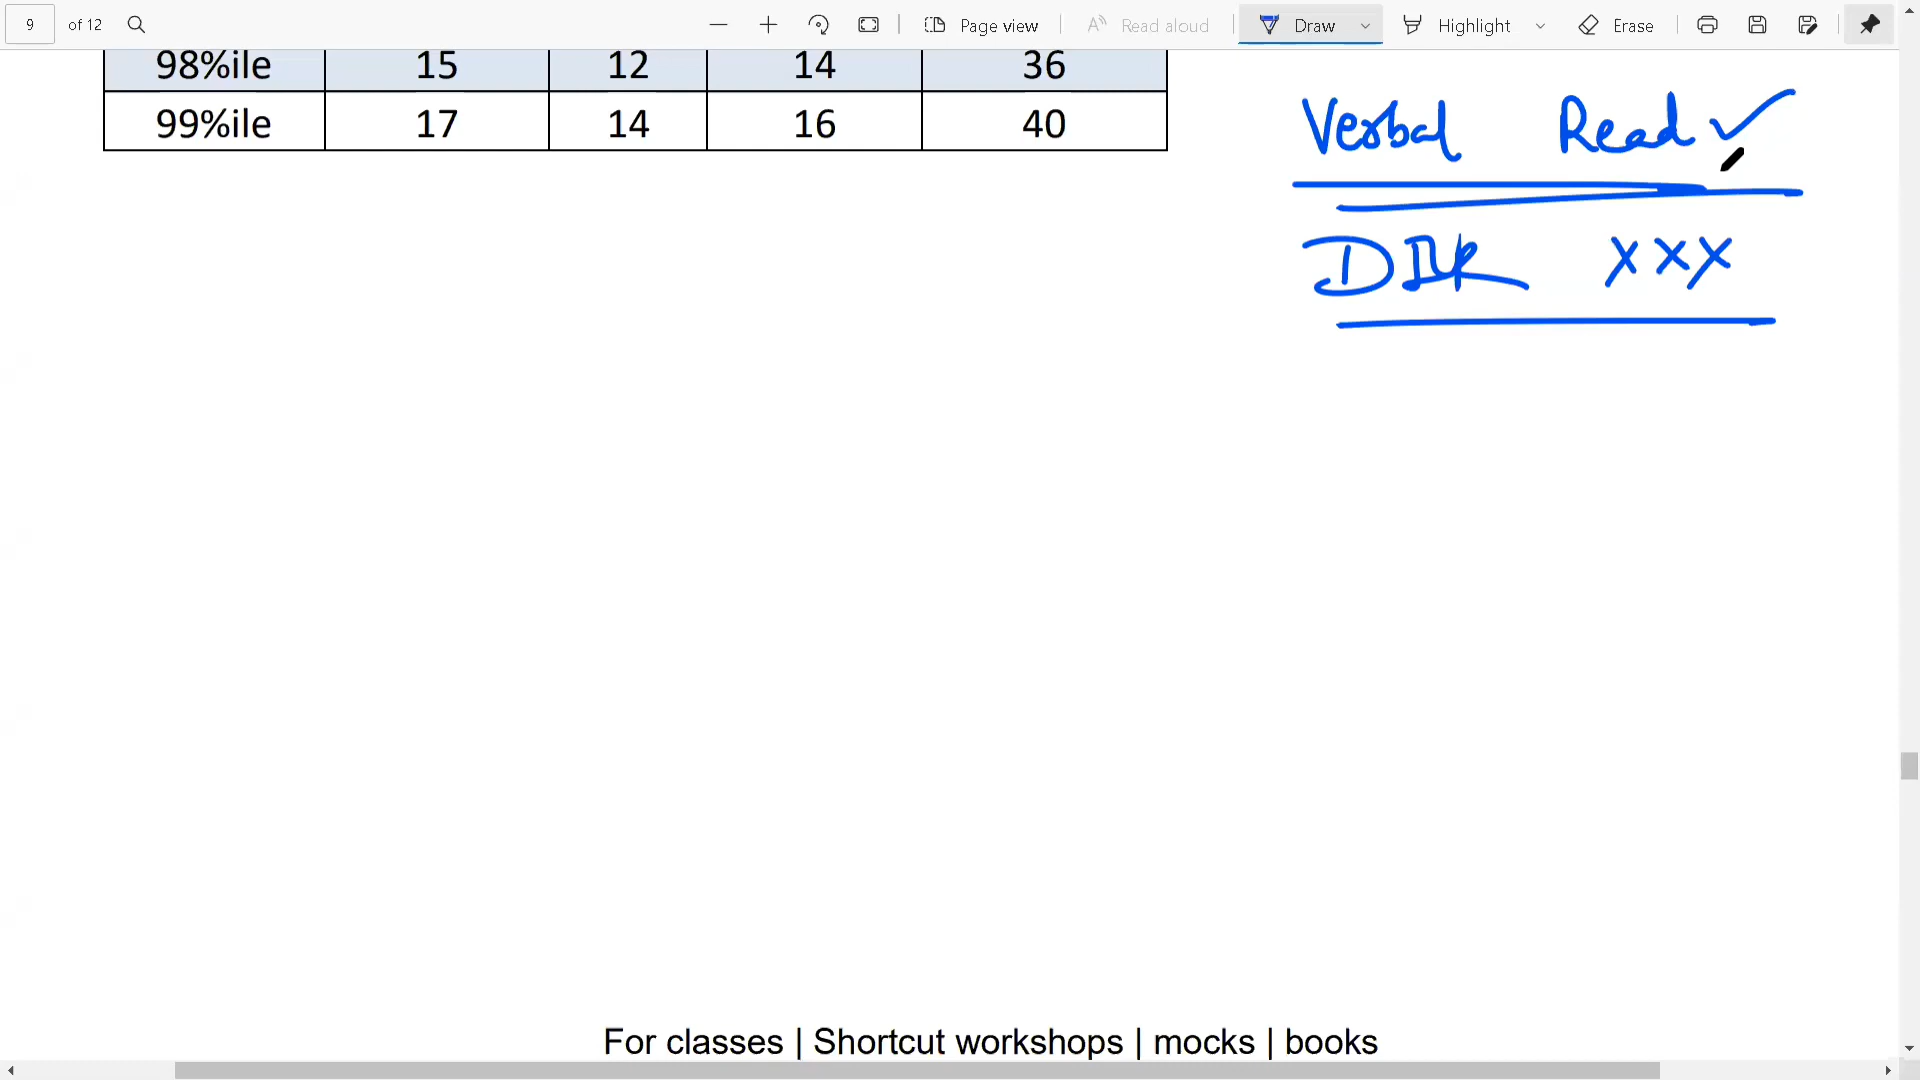 9 of 12 Page view Read aloud Draw Highlight Erase
98%ile 15 12 14 36
99%ile 17 14 16 40
Verbal Read ✓
DILR X X X
For classes | Shortcut workshops | mocks | books